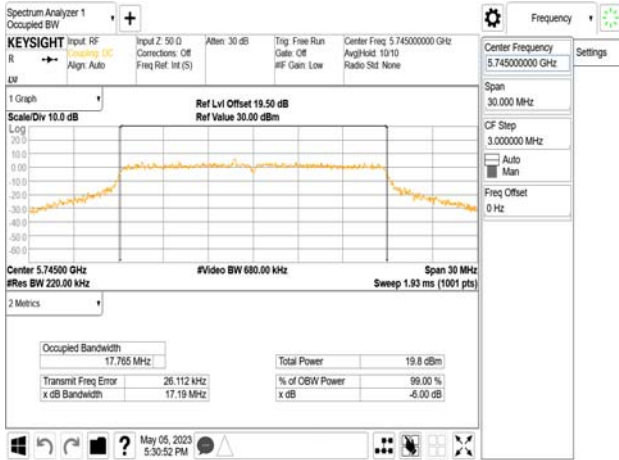 Spectrum Analyzer 1
Occupied BW
Frequency
KEYSIGHT
R
Input: RF
Coupling: DC
Align: Auto
Input Z: 50 Ω
Corrections: Off
Freq Ref: Int (S)
Atten: 30 dB
Trig: Free Run
Gate: Off
#IF Gain: Low
Center Freq: 5.745000000 GHz
Avg|Hold: 10/10
Radio Std: None
Center Frequency
5.745000000 GHz
Settings
Span
30.000 MHz
CF Step
3.000000 MHz
Auto
Man
Freq Offset
0 Hz
1 Graph
Scale/Div 10.0 dB
Ref Lvl Offset 19.50 dB
Ref Value 30.00 dBm
Log
20.0
10.0
0.00
-10.0
-20.0
-30.0
-40.0
-50.0
-60.0
Center 5.74500 GHz
#Res BW 220.00 kHz
#Video BW 680.00 kHz
Span 30 MHz
Sweep 1.93 ms (1001 pts)
2 Metrics
Occupied Bandwidth
17.765 MHz
Total Power 19.8 dBm
Transmit Freq Error 26.112 kHz
% of OBW Power 99.00 %
x dB Bandwidth 17.19 MHz
x dB -6.00 dB
?
May 05, 2023
5:30:52 PM